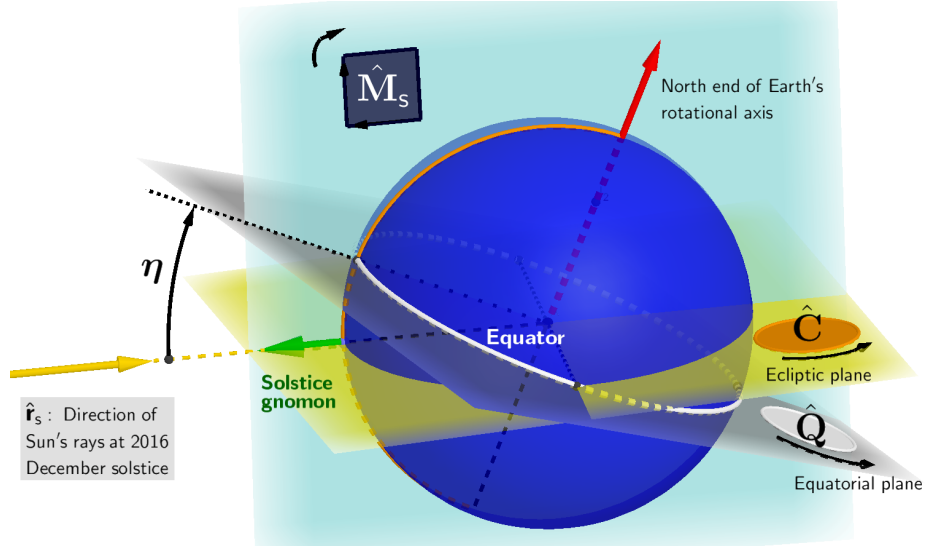 M̂s
North end of Earth's
rotational axis
η
Equator
Ĉ
Ecliptic plane
Solstice
gnomon
r̂s : Direction of
Sun's rays at 2016
December solstice
Q̂
Equatorial plane